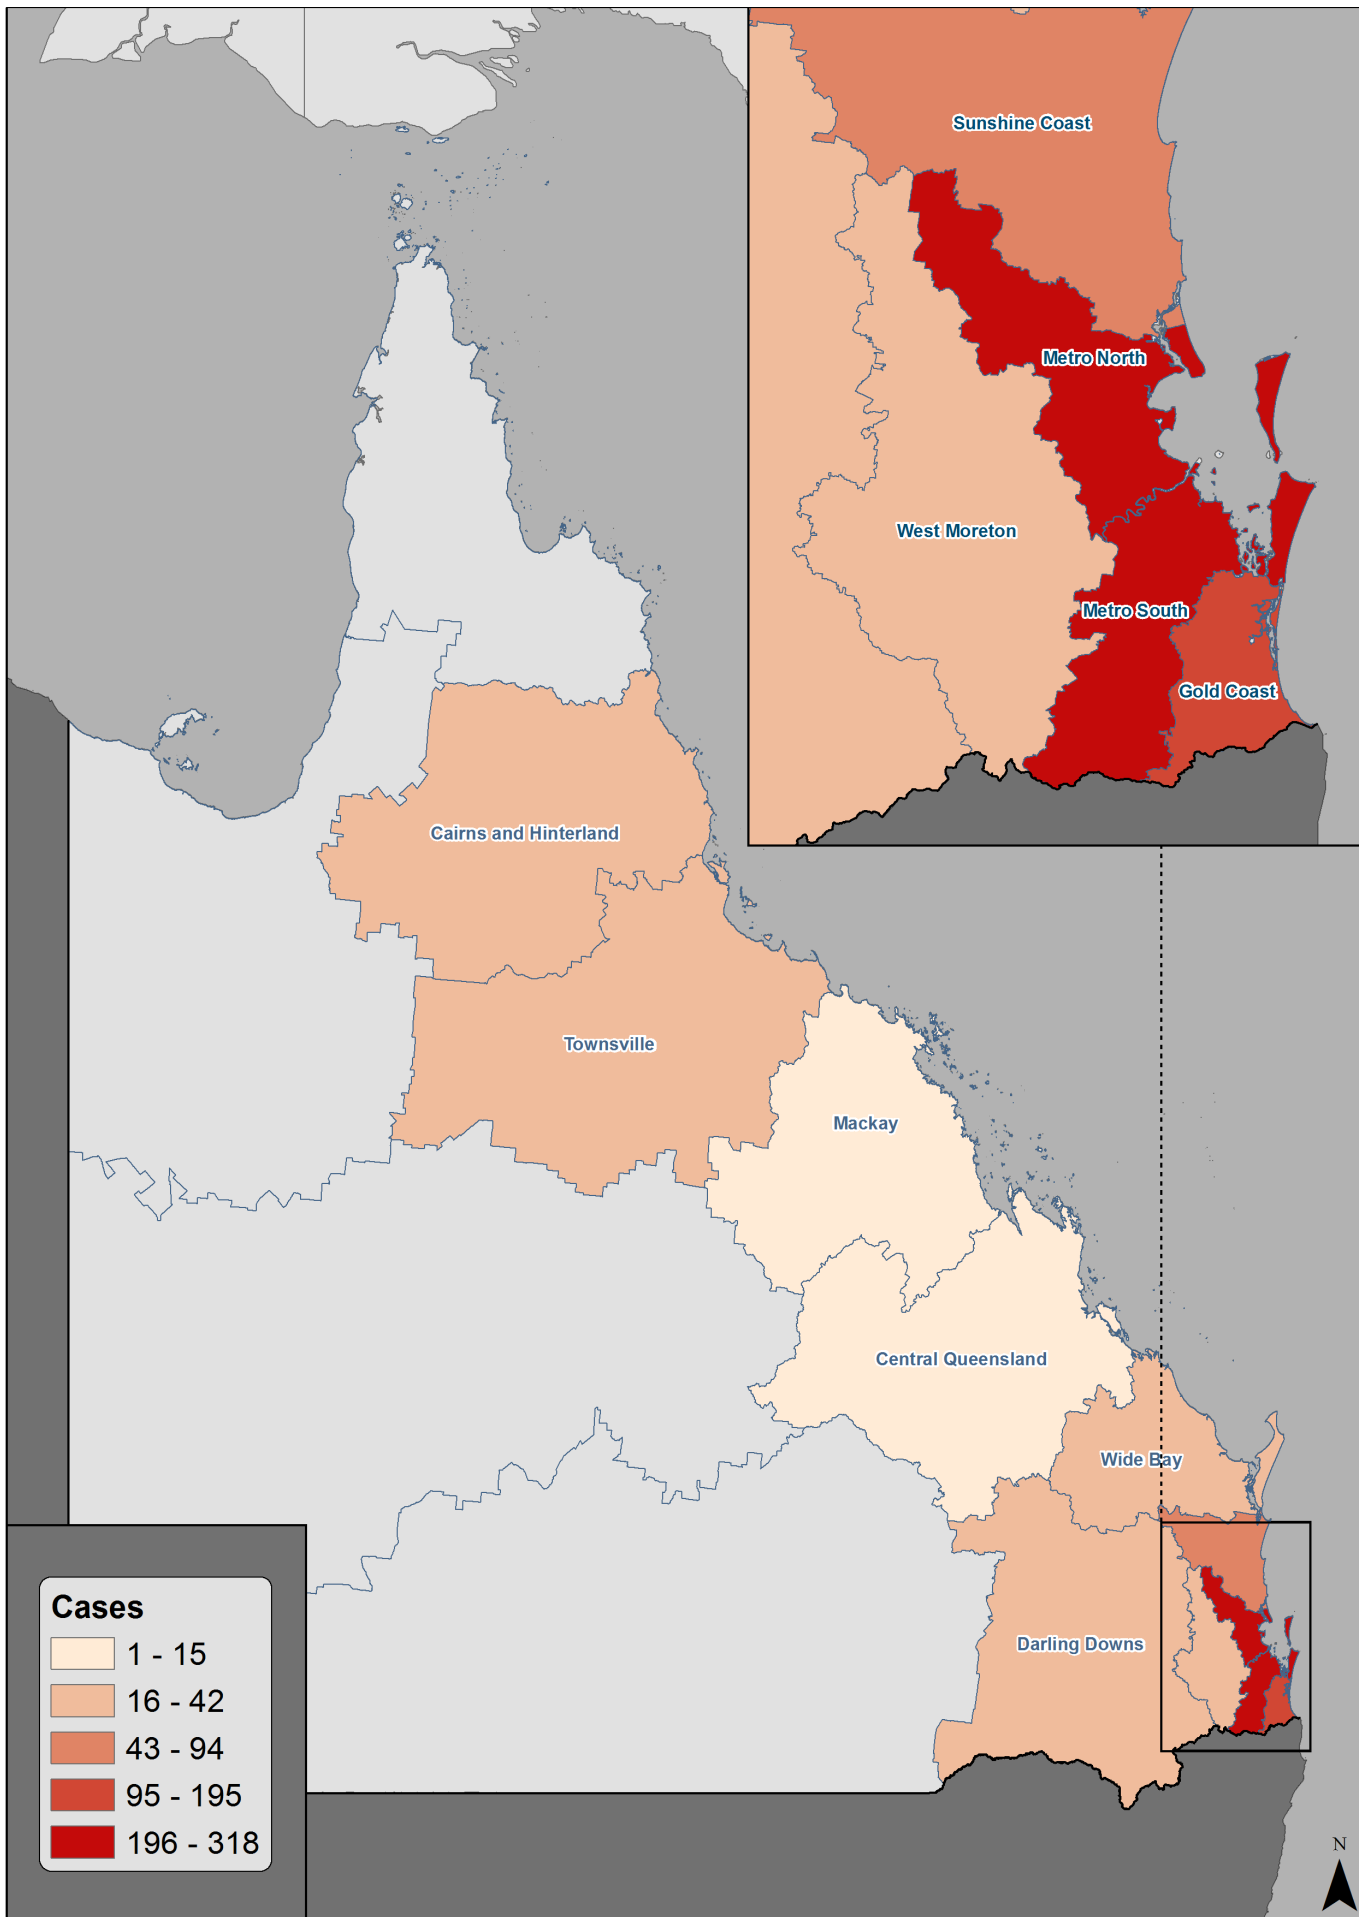 Sunshine Coast
Metro North
West Moreton
Metro South
Gold Coast
Cairns and Hinterland
Townsville
Mackay
Central Queensland
Wide Bay
Darling Downs
Cases
1 - 15
16 - 42
43 - 94
95 - 195
196 - 318
N